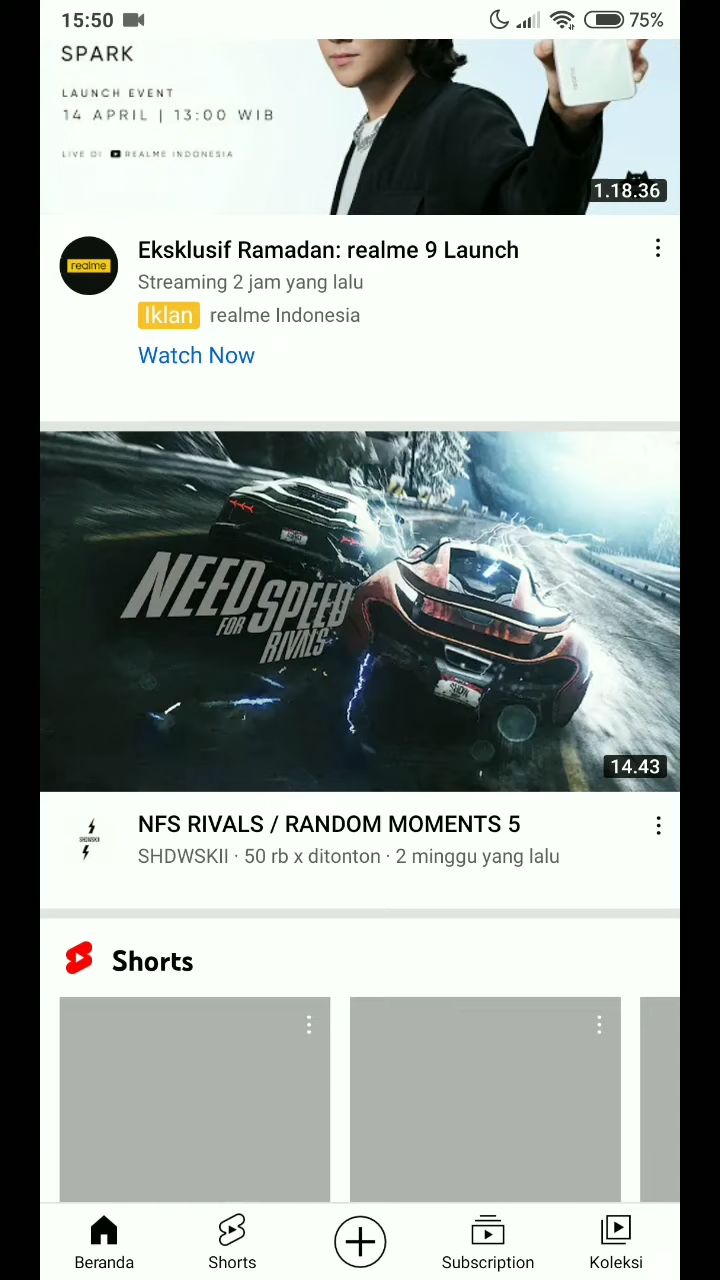 15:50
75%
SPARK
LAUNCH EVENT
14 APRIL | 13:00 WIB
LIVE DI REALME INDONESIA
1.18.36
realme
Eksklusif Ramadan: realme 9 Launch
Streaming 2 jam yang lalu
Iklan realme Indonesia
Watch Now
NEED
FOR SPEED
RIVALS
14.43
SHDWSKII
NFS RIVALS / RANDOM MOMENTS 5
SHDWSKII · 50 rb x ditonton · 2 minggu yang lalu
Shorts
Beranda
Shorts
Subscription
Koleksi